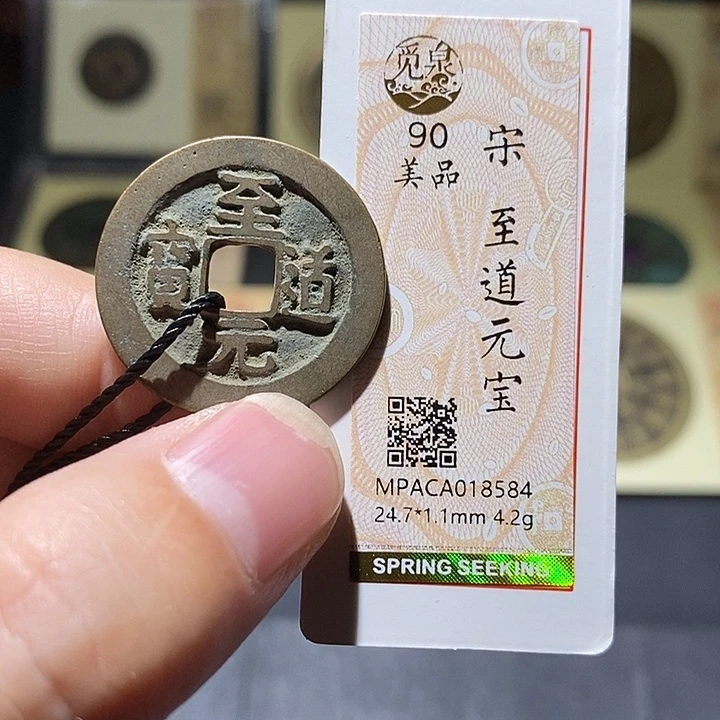 至道元寶
觅泉
90
美品
宋 至道元宝
MPACA018584
24.7*1.1mm 4.2g
SPRING SEEKING